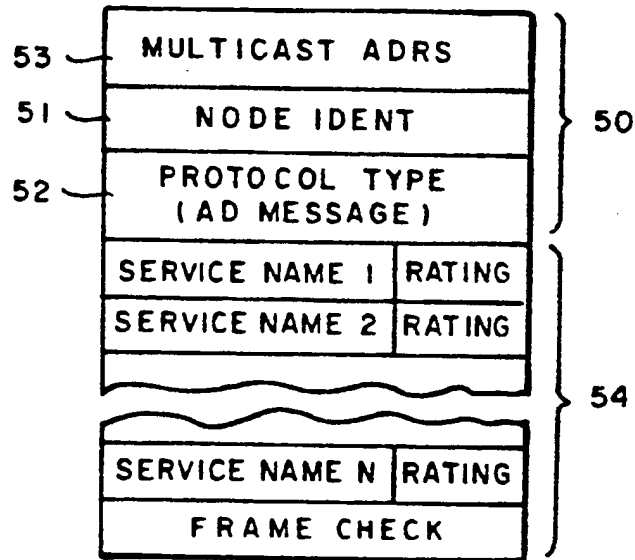 53 MULTICAST ADRS
51 NODE IDENT 50
52 PROTOCOL TYPE
(AD MESSAGE)
SERVICE NAME 1 RATING
SERVICE NAME 2 RATING
54
SERVICE NAME N RATING
FRAME CHECK